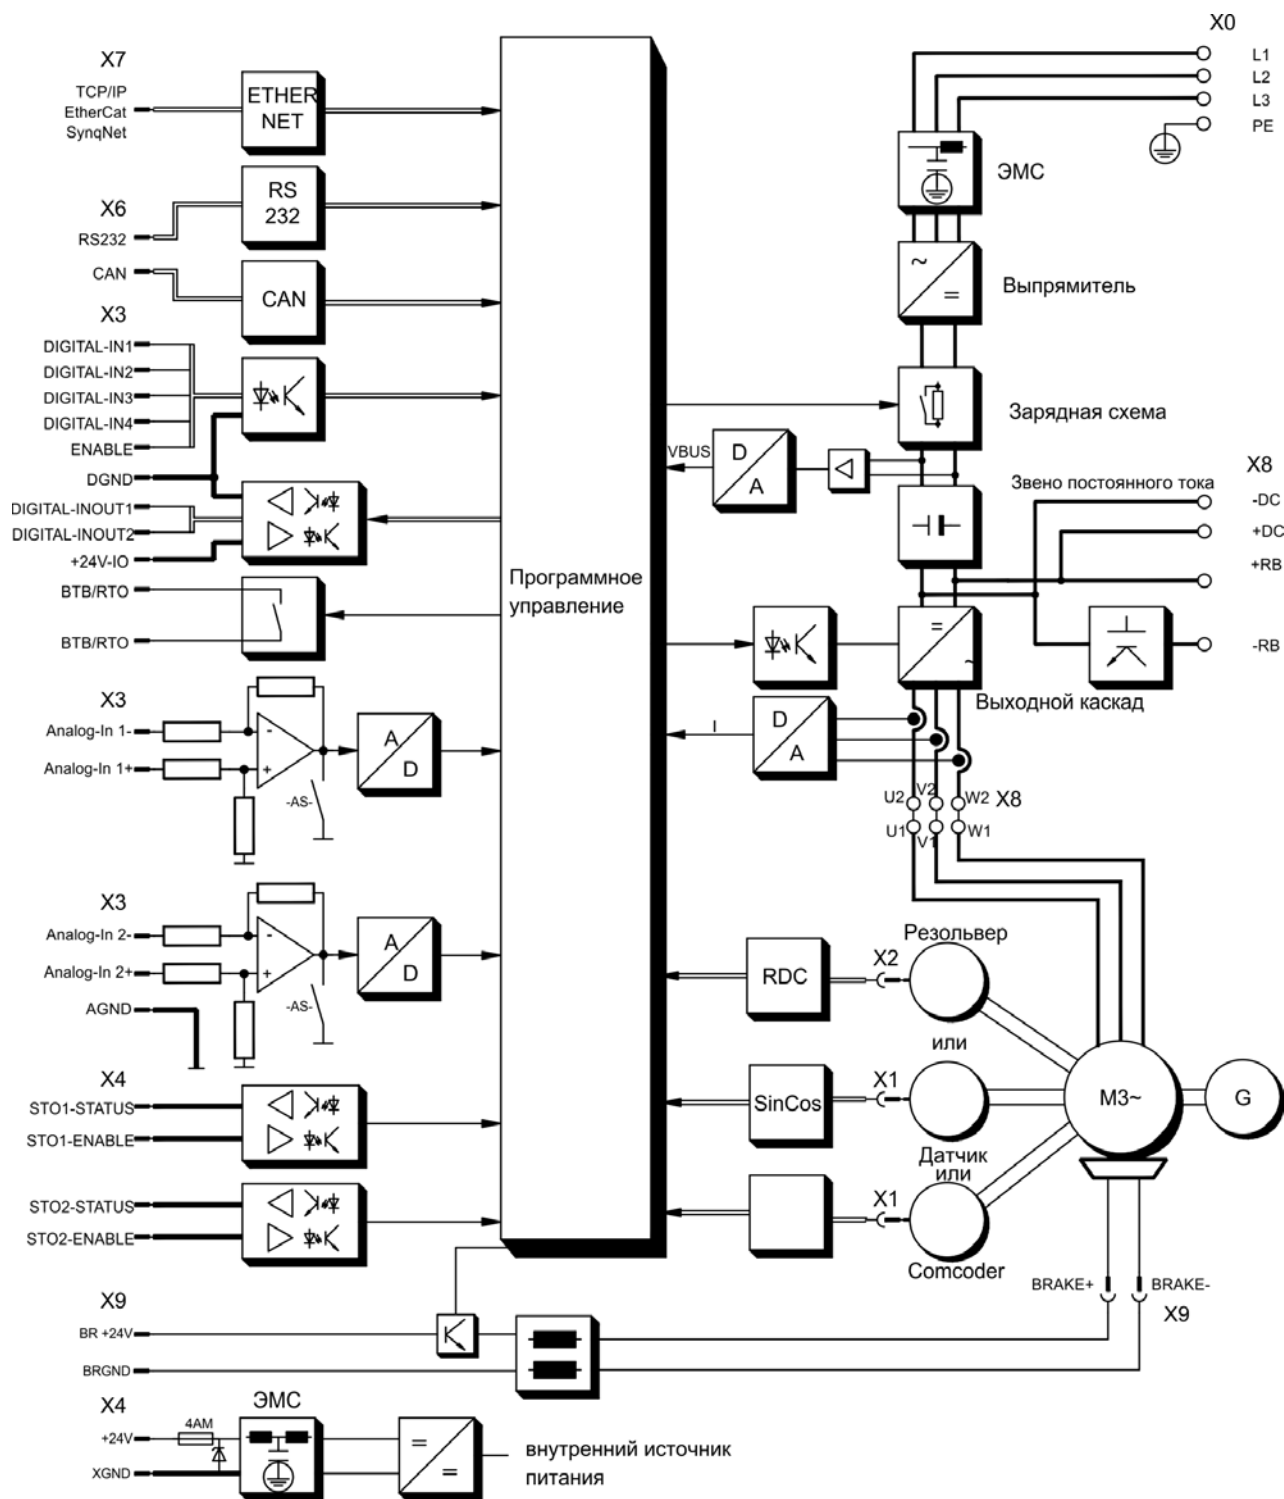 X7
TCP/IP
EtherCat
SynqNet
ETHER
NET
X6
RS232
RS
232
CAN
CAN
X3
DIGITAL-IN1
DIGITAL-IN2
DIGITAL-IN3
DIGITAL-IN4
ENABLE
DGND
DIGITAL-INOUT1
DIGITAL-INOUT2
+24V-IO
BTB/RTO
BTB/RTO
X3
Analog-In 1-
Analog-In 1+
-
+
-AS-
A
D
X3
Analog-In 2-
Analog-In 2+
AGND
-
+
-AS-
A
D
X4
STO1-STATUS
STO1-ENABLE
STO2-STATUS
STO2-ENABLE
X9
BR +24V
BRGND
X4
+24V
XGND
4AM
ЭМС
=
=
внутренний источник
питания
Программное
управление
X0
L1
L2
L3
PE
ЭМС
~
=
Выпрямитель
Зарядная схема
VBUS
D
A
X8
Звено постоянного тока
-DC
+DC
+RB
-RB
=
~
Выходной каскад
I
D
A
U2
V2
W2
X8
U1
V1
W1
Резольвер
RDC
X2
или
SinCos
X1
M3~
G
Датчик
или
X1
Comcoder
BRAKE+
BRAKE-
X9